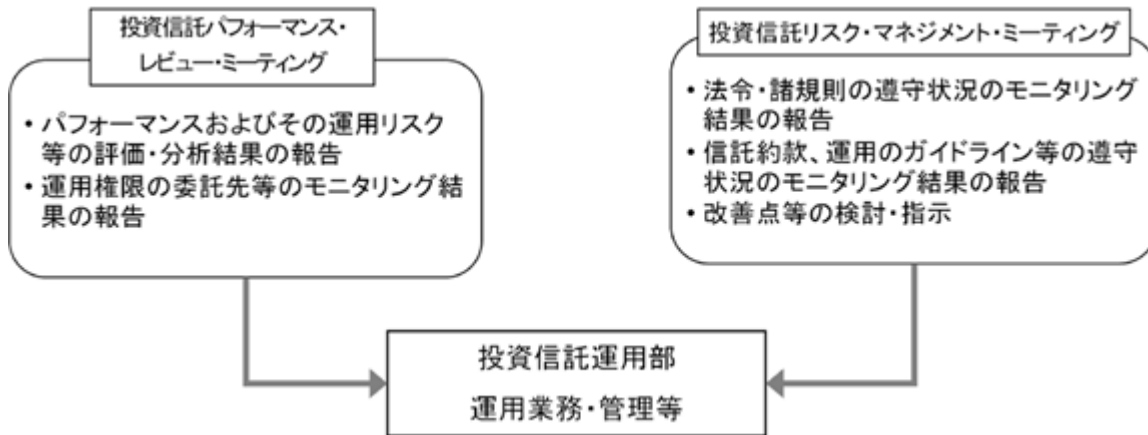 投資信託パフォーマンス・
レビュー・ミーティング
・パフォーマンスおよびその運用リスク
等の評価・分析結果の報告
・運用権限の委託先等のモニタリング結
果の報告
投資信託リスク・マネジメント・ミーティング
・法令・諸規則の遵守状況のモニタリング
結果の報告
・信託約款、運用のガイドライン等の遵守
状況のモニタリング結果の報告
・改善点等の検討・指示
投資信託運用部
運用業務・管理等